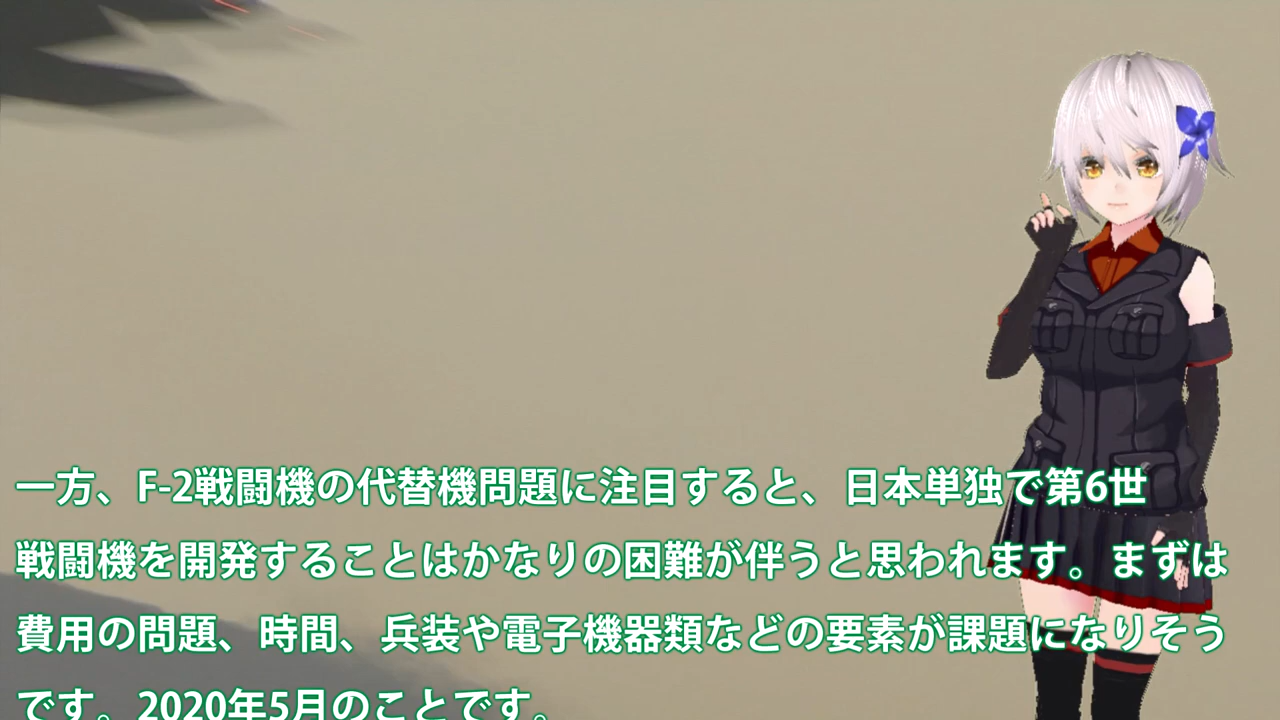 一方、F-2戦闘機の代替機問題に注目すると、日本単独で第6世
戦闘機を開発することはかなりの困難が伴うと思われます。まずは
費用の問題、時間、兵装や電子機器類などの要素が課題になりそう
です。2020年5月のことです。